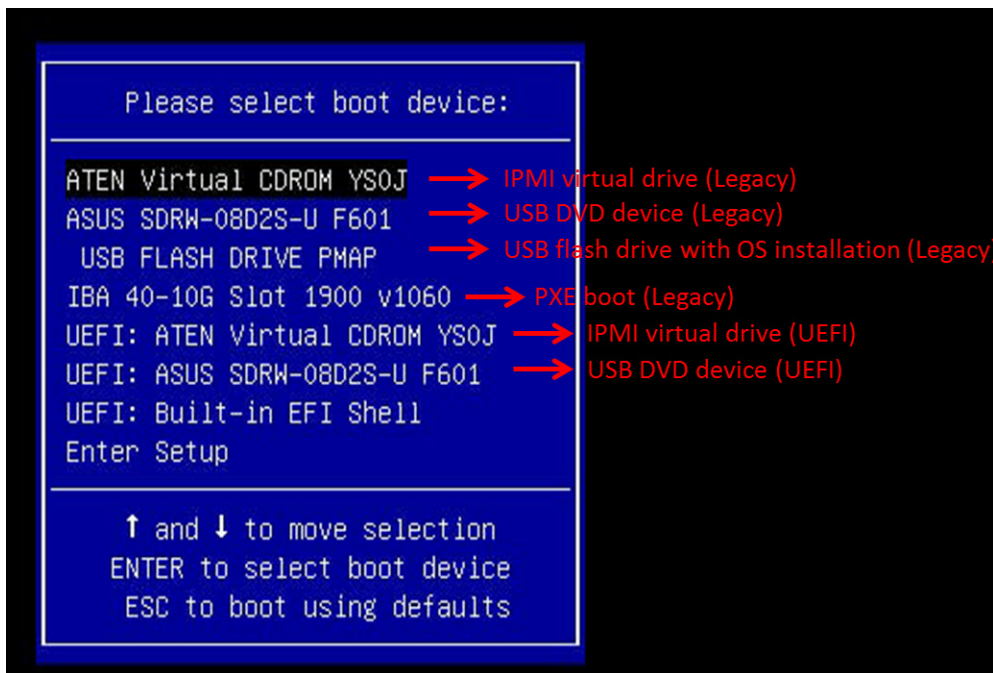 Please select boot device:
ATEN Virtual CDROM YS0J → IPMI virtual drive (Legacy)
ASUS SDRW-08D2S-U F601 → USB DVD device (Legacy)
USB FLASH DRIVE PMAP → USB flash drive with OS installation (Legacy)
IBA 40-10G Slot 1900 v1060 → PXE boot (Legacy)
UEFI: ATEN Virtual CDROM YS0J → IPMI virtual drive (UEFI)
UEFI: ASUS SDRW-08D2S-U F601 → USB DVD device (UEFI)
UEFI: Built-in EFI Shell
Enter Setup
↑ and ↓ to move selection
ENTER to select boot device
ESC to boot using defaults